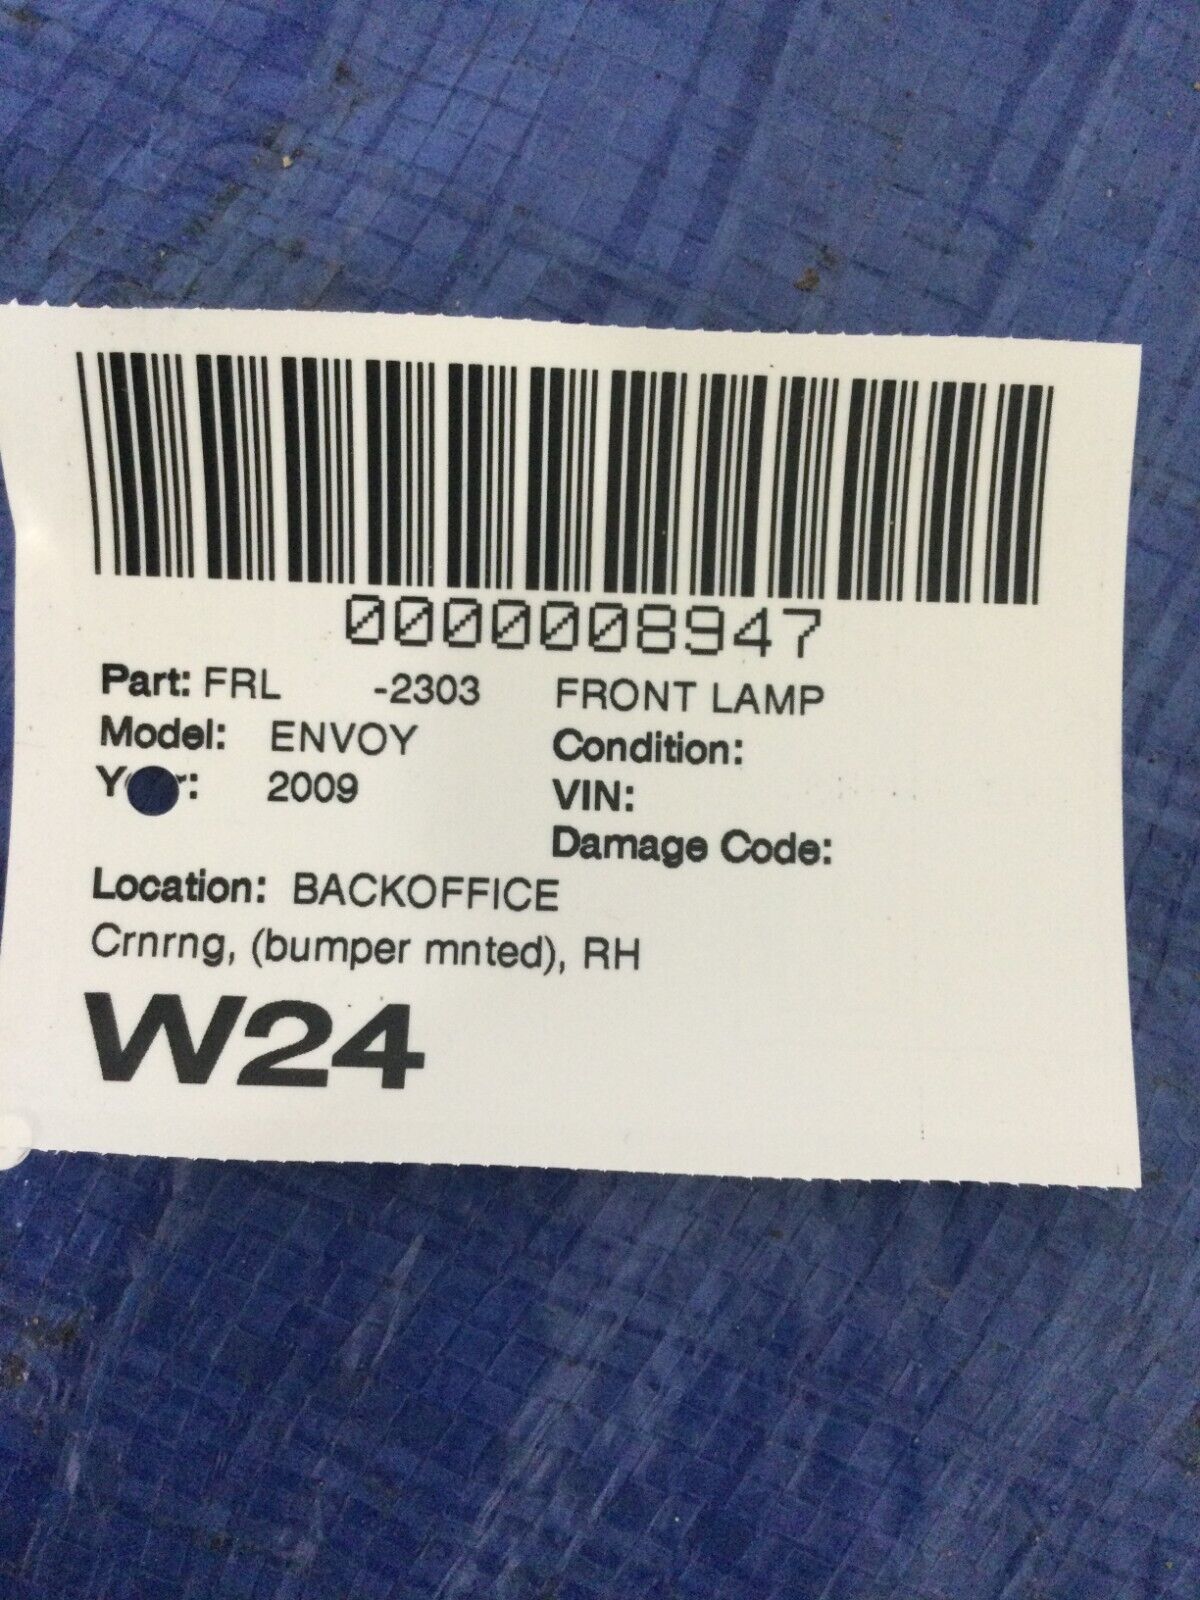 0000008947
Part: FRL -2303 FRONT LAMP
Model: ENVOY Condition:
2009 VIN:
Damage Code:
Location: BACKOFFICE
Crnrng, (bumper mnted), RH
W24